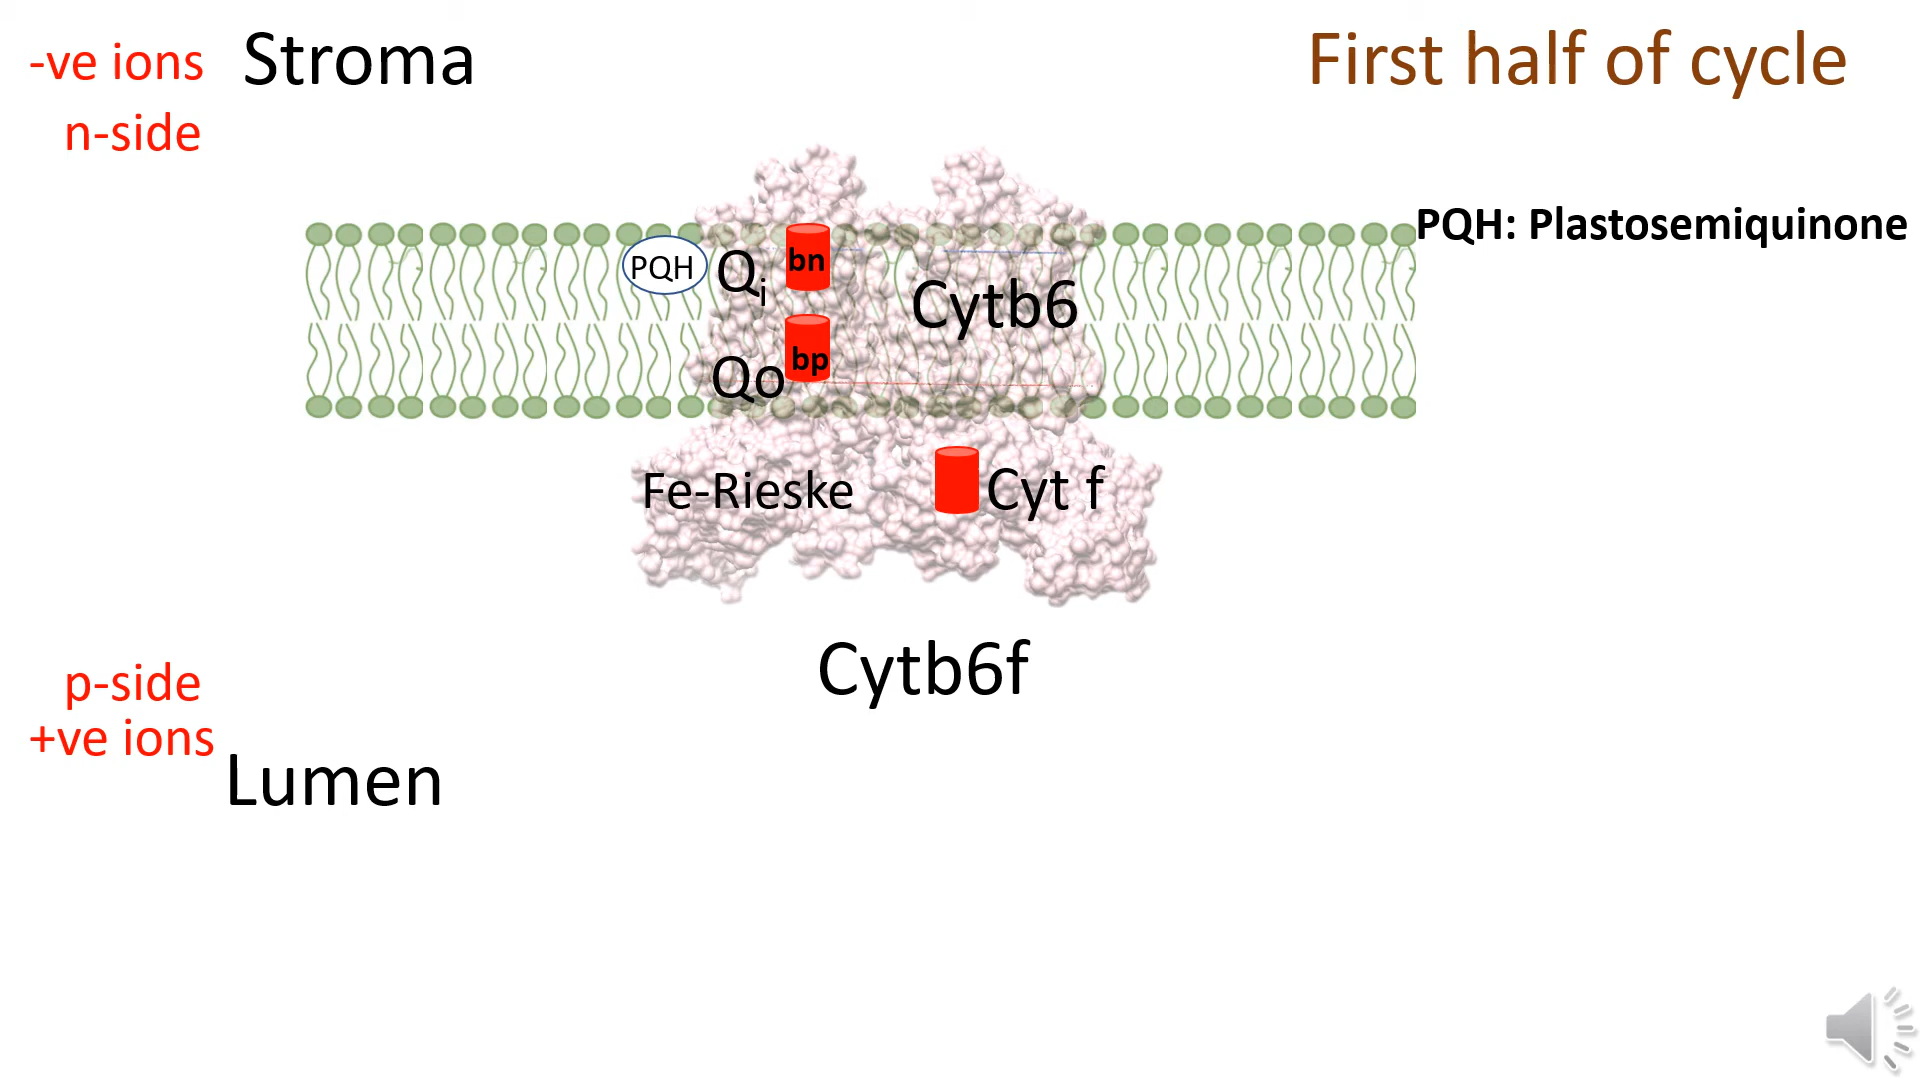 -ve ions
Stroma
First half of cycle
n-side
PQH: Plastosemiquinone
PQH
Qi
bn
Cytb6
Qo
bp
Fe-Rieske
Cyt f
Cytb6f
p-side
+ve ions
Lumen